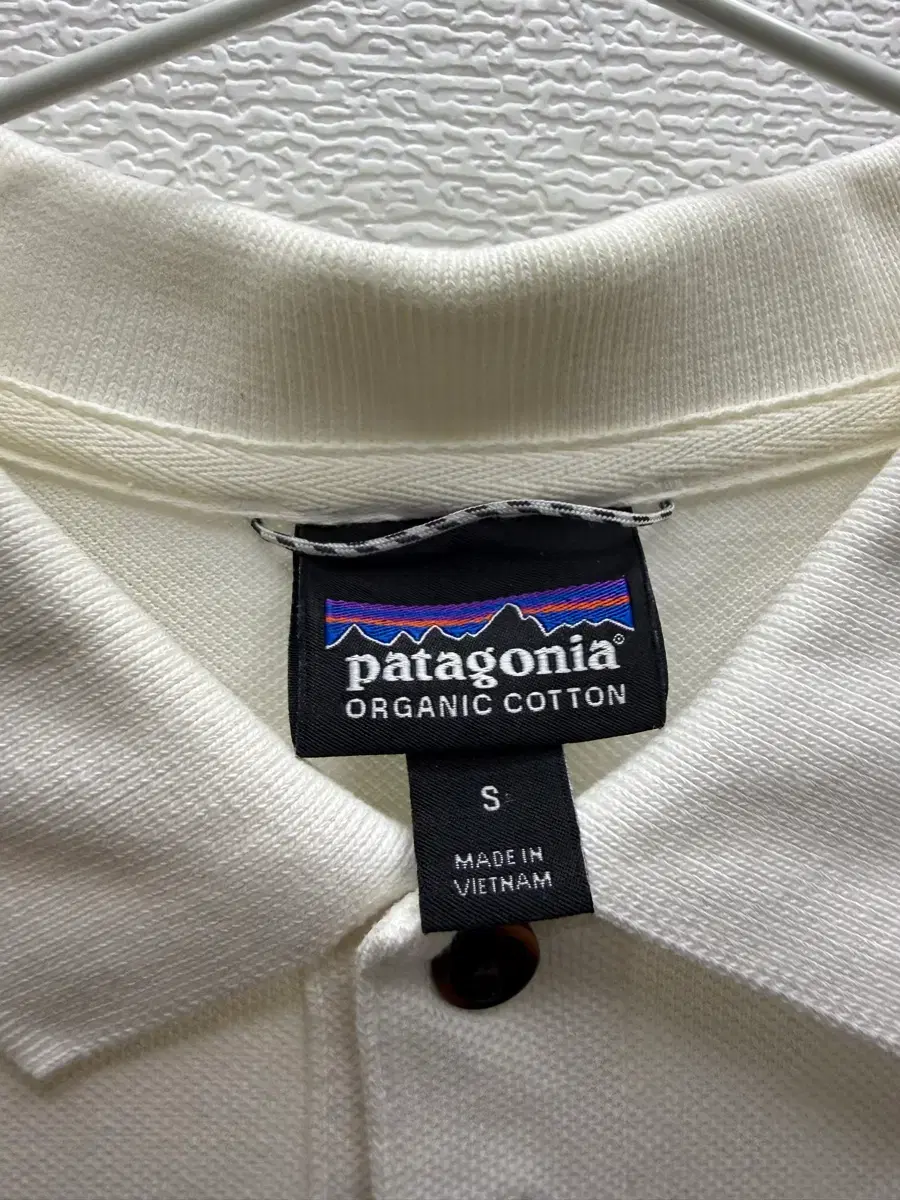 patagonia®
ORGANIC COTTON
S
MADE IN
VIETNAM